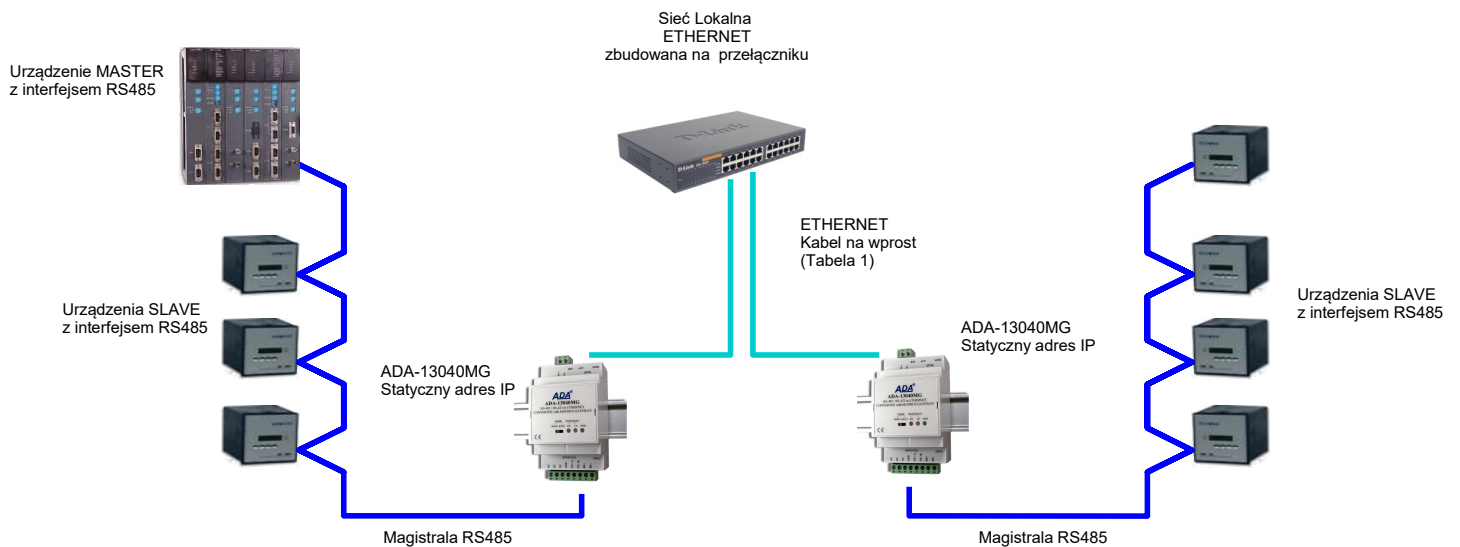 Sieć Lokalna
ETHERNET
zbudowana na przełączniku
Urządzenie MASTER
z interfejsem RS485
D-Link
ETHERNET
Kabel na wprost
(Tabela 1)
Urządzenia SLAVE
z interfejsem RS485
Urządzenia SLAVE
z interfejsem RS485
ADA-13040MG
Statyczny adres IP
ADA-13040MG
Statyczny adres IP
ADA
ADA-13040MG
ADA
ADA-13040MG
Magistrala RS485
Magistrala RS485